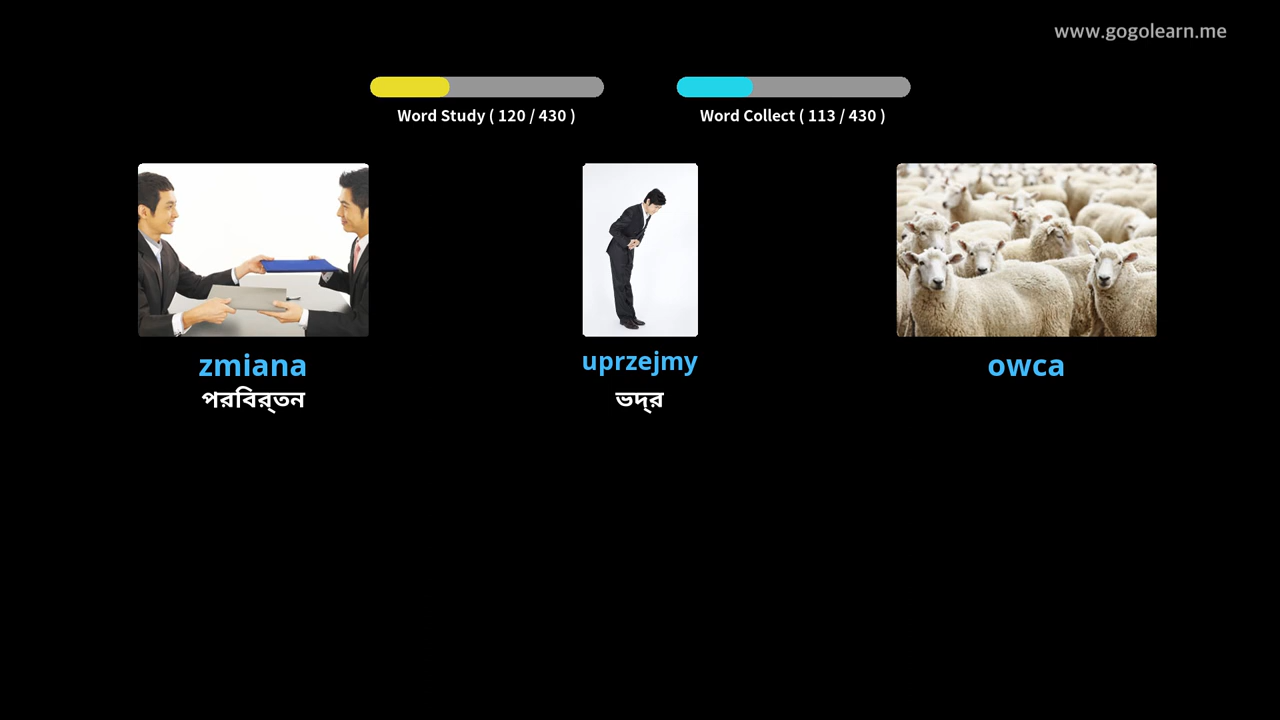 www.gogolearn.me
Word Study ( 120 / 430 )
Word Collect ( 113 / 430 )
zmiana
পরিবর্তন
uprzejmy
ভদ্র
owca